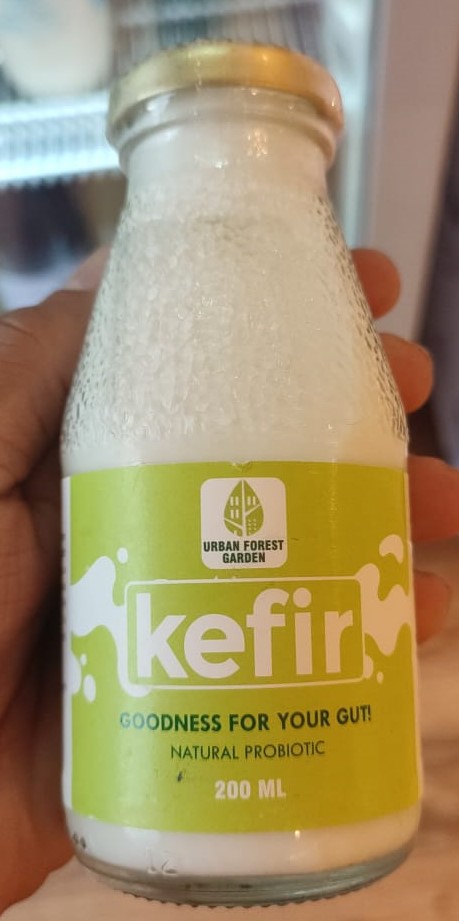 URBAN FOREST
GARDEN
kefir
GOODNESS FOR YOUR GUT!
NATURAL PROBIOTIC
200 ML